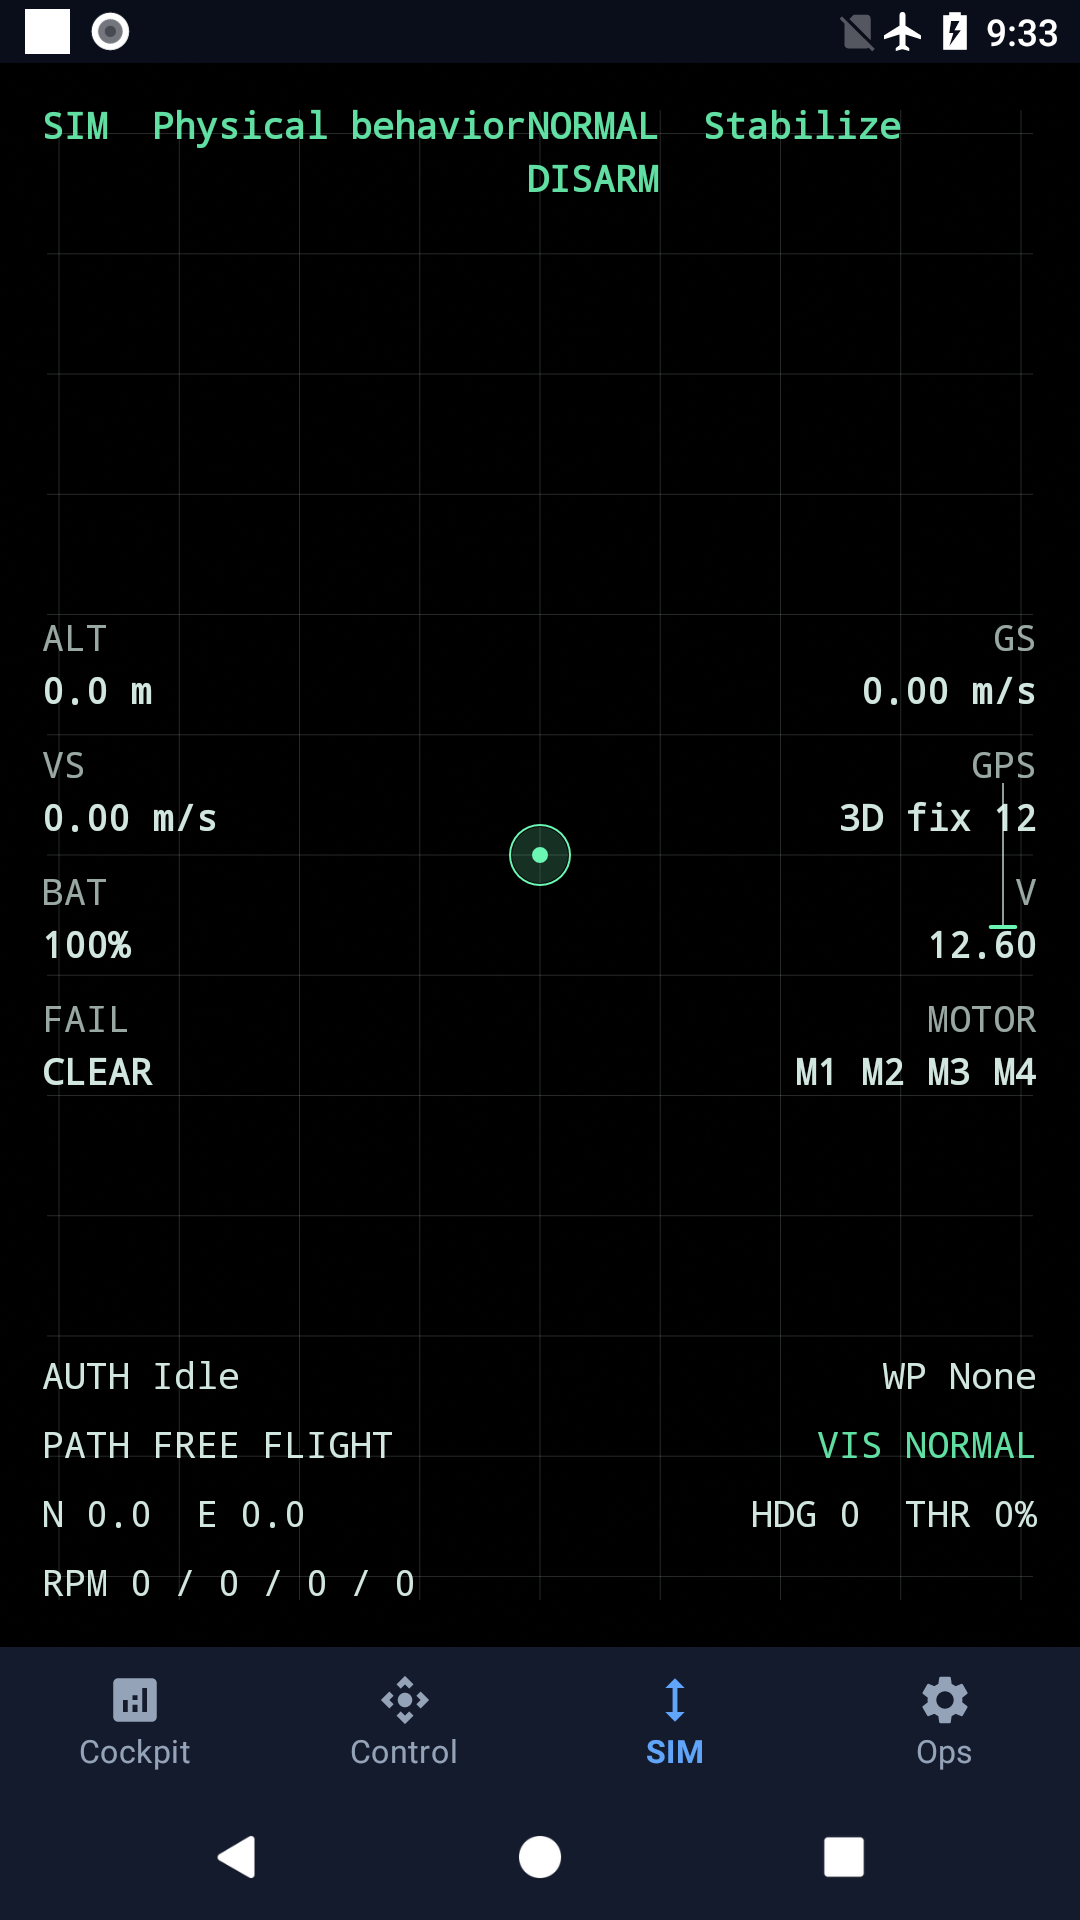 9:33
SIM  Physical behavior NORMAL  Stabilize
DISARM
ALT  GS
0.0 m  0.00 m/s
VS  GPS
0.00 m/s  3D fix 12
BAT  V
100%  12.60
FAIL  MOTOR
CLEAR  M1 M2 M3 M4
AUTH Idle  WP None
PATH FREE FLIGHT  VIS NORMAL
N 0.0  E 0.0  HDG 0  THR 0%
RPM 0 / 0 / 0 / 0
Cockpit  Control  SIM  Ops